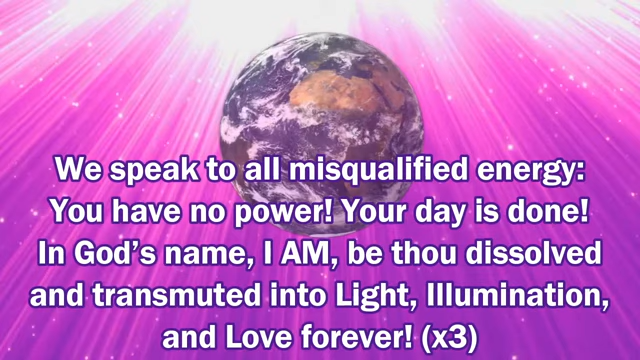 We speak to all misqualified energy:
You have no power! Your day is done!
In God's name, I AM, be thou dissolved
and transmuted into Light, Illumination,
and Love forever! (x3)